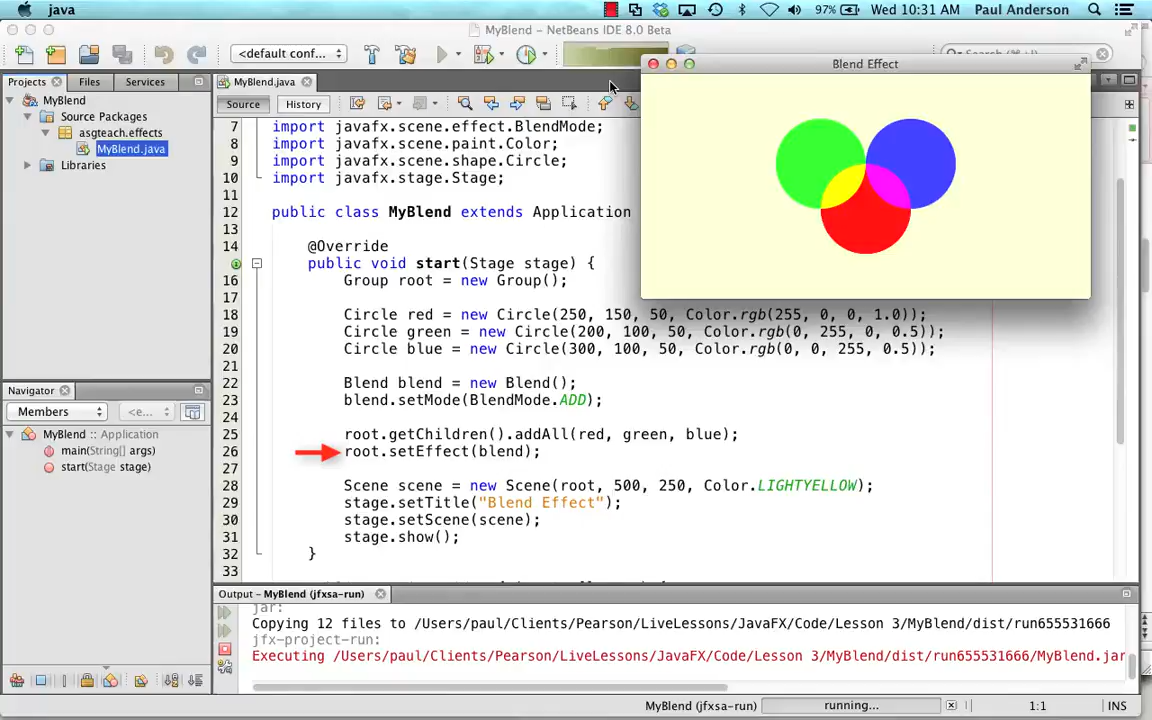 java
97%
Wed 10:31 AM
Paul Anderson
MyBlend - NetBeans IDE 8.0 Beta
<default conf...
Blend Effect
Projects
Files
Services
MyBlend.java
MyBlend
Source Packages
asgteach.effects
MyBlend.java
Libraries
Source
History
7 import javafx.scene.effect.BlendMode;
8 import javafx.scene.paint.Color;
9 import javafx.scene.shape.Circle;
10 import javafx.stage.Stage;
11
12 public class MyBlend extends Application
13
14 @Override
public void start(Stage stage) {
16 Group root = new Group();
17
18 Circle red = new Circle(250, 150, 50, Color.rgb(255, 0, 0, 1.0));
19 Circle green = new Circle(200, 100, 50, Color.rgb(0, 255, 0, 0.5));
20 Circle blue = new Circle(300, 100, 50, Color.rgb(0, 0, 255, 0.5));
21
22 Blend blend = new Blend();
23 blend.setMode(BlendMode.ADD);
24
25 root.getChildren().addAll(red, green, blue);
26 root.setEffect(blend);
27
28 Scene scene = new Scene(root, 500, 250, Color.LIGHTYELLOW);
29 stage.setTitle("Blend Effect");
30 stage.setScene(scene);
31 stage.show();
32 }
33
Navigator
Members
<e...
MyBlend :: Application
main(String[] args)
start(Stage stage)
Output - MyBlend (jfxsa-run)
jar:
Copying 12 files to /Users/paul/Clients/Pearson/LiveLessons/JavaFX/Code/Lesson 3/MyBlend/dist/run655531666
jfx-project-run:
Executing /Users/paul/Clients/Pearson/LiveLessons/JavaFX/Code/Lesson 3/MyBlend/dist/run655531666/MyBlend.jar
MyBlend (jfxsa-run)
running...
1:1
INS